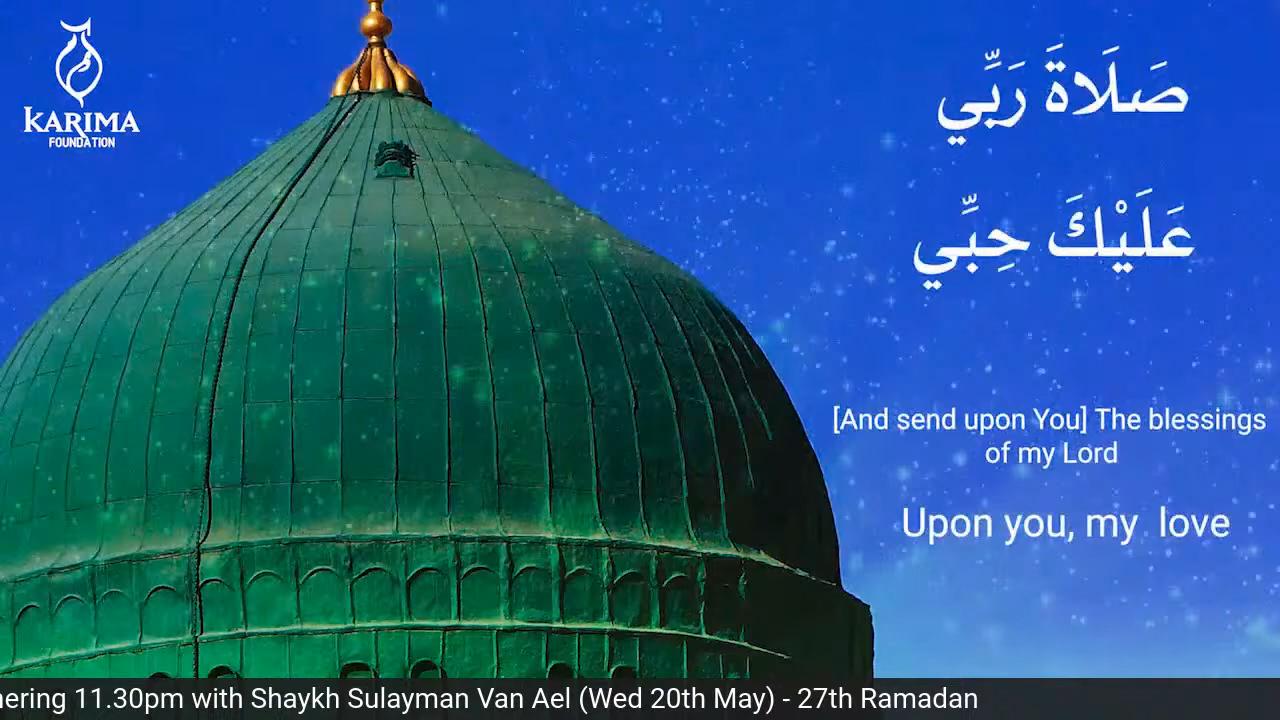 KARIMA
FOUNDATION
صَلَاةَ رَبِّي
عَلَيْكَ حِبِّي
[And send upon You] The blessings
of my Lord
Upon you, my love
11.30pm with Shaykh Sulayman Van Ael (Wed 20th May) - 27th Ramadan